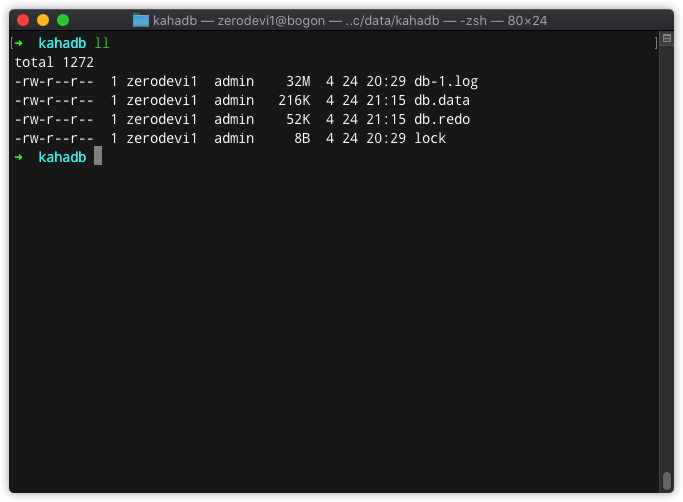 kahadb — zerodevi1@bogon — ..c/data/kahadb — -zsh — 80×24
[➜  kahadb ll ]
total 1272
-rw-r--r--  1 zerodevi1  admin    32M  4 24 20:29 db-1.log
-rw-r--r--  1 zerodevi1  admin   216K  4 24 21:15 db.data
-rw-r--r--  1 zerodevi1  admin    52K  4 24 21:15 db.redo
-rw-r--r--  1 zerodevi1  admin     8B  4 24 20:29 lock
➜  kahadb